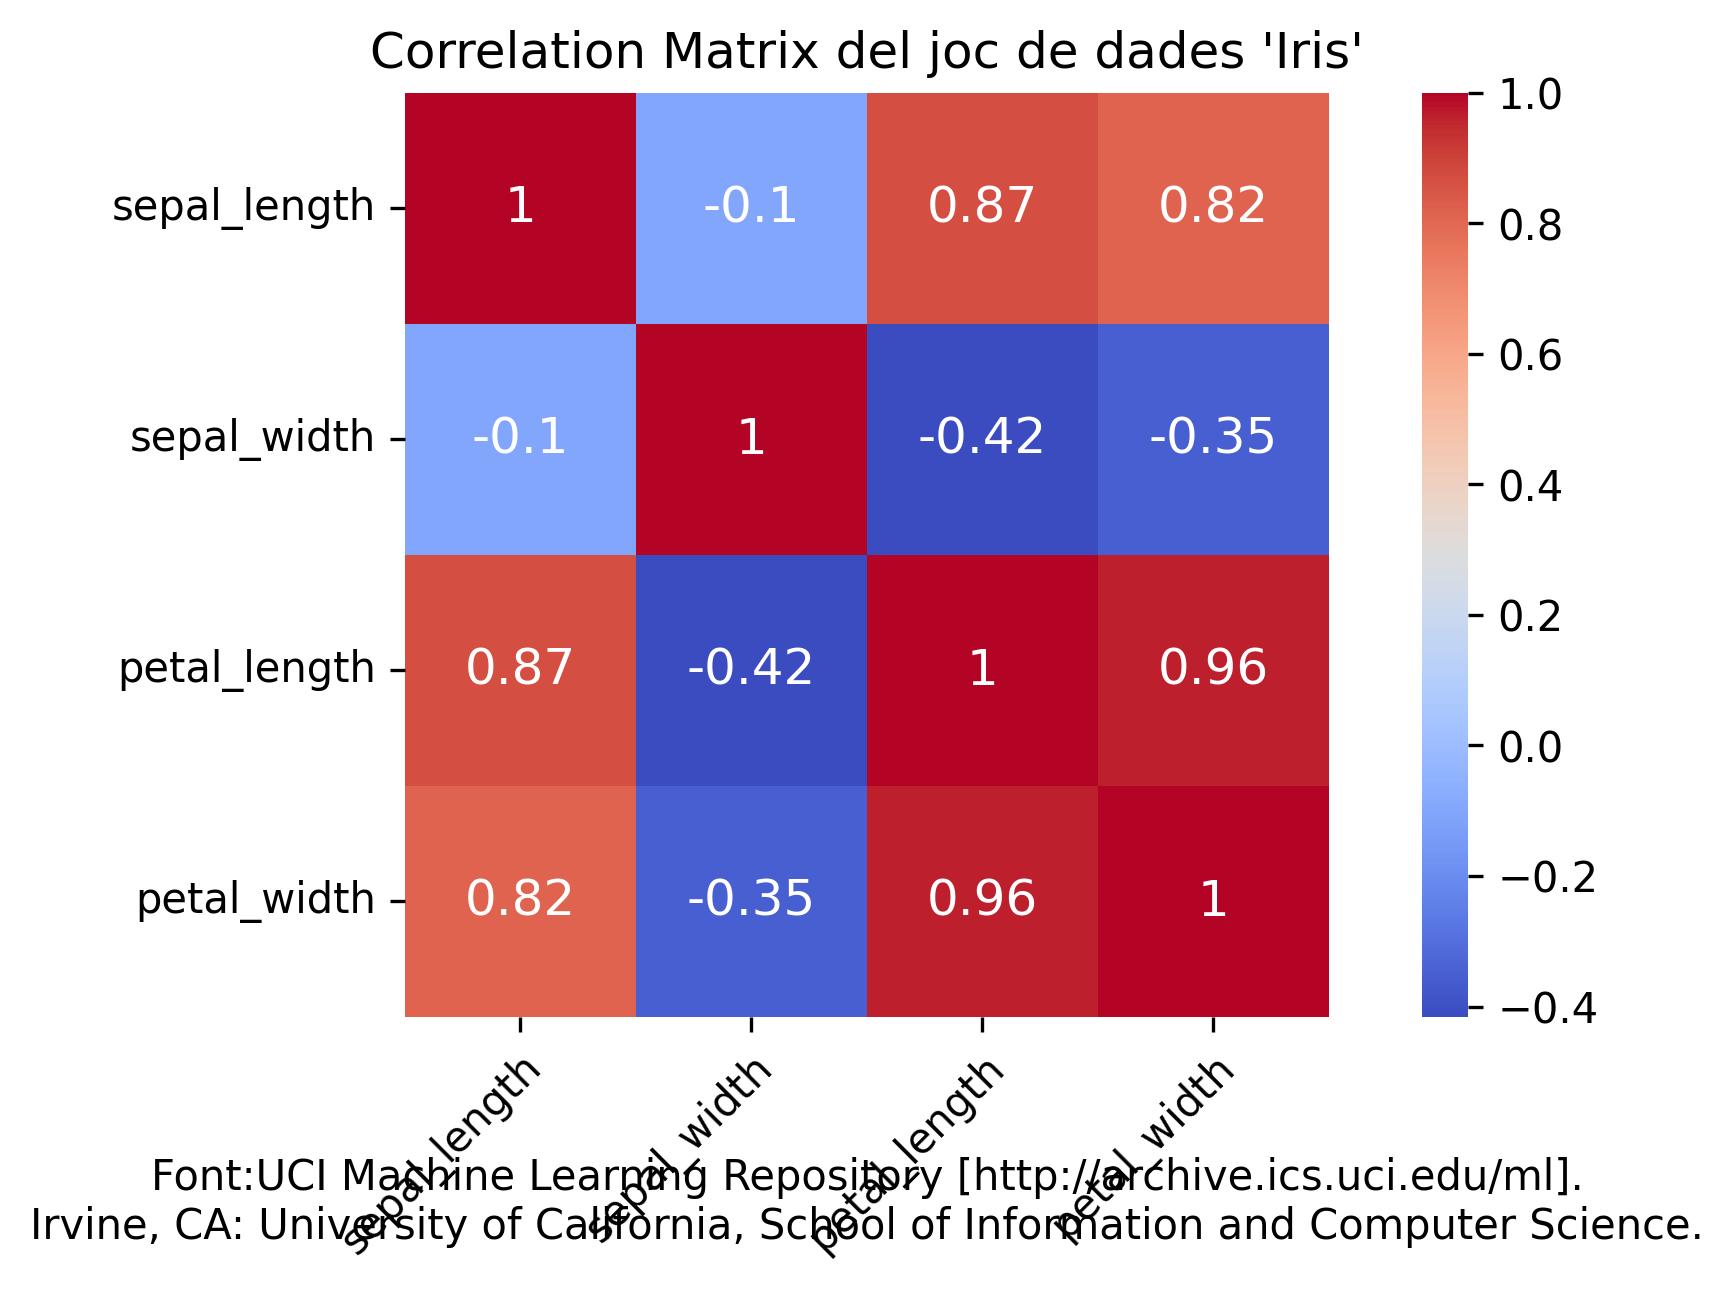 Correlation Matrix del joc de dades 'Iris'
sepal_length 1 -0.1 0.87 0.82
sepal_width -0.1 1 -0.42 -0.35
petal_length 0.87 -0.42 1 0.96
petal_width 0.82 -0.35 0.96 1
sepal_length sepal_width petal_length petal_width
1.0
0.8
0.6
0.4
0.2
0.0
−0.2
−0.4
Font:UCI Machine Learning Repository [http://archive.ics.uci.edu/ml].
Irvine, CA: University of California, School of Information and Computer Science.